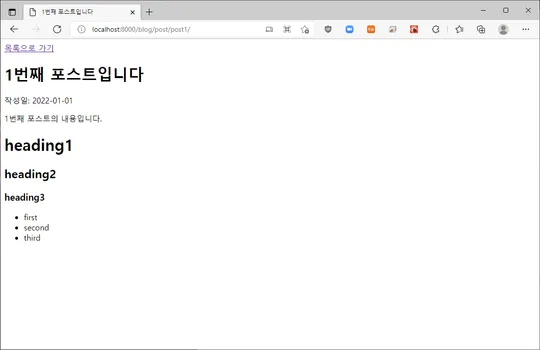 1번째 포스트입니다
localhost:8000/blog/post/post1/
목록으로 가기
1번째 포스트입니다
작성일: 2022-01-01
1번째 포스트의 내용입니다.
heading1
heading2
heading3
first
second
third